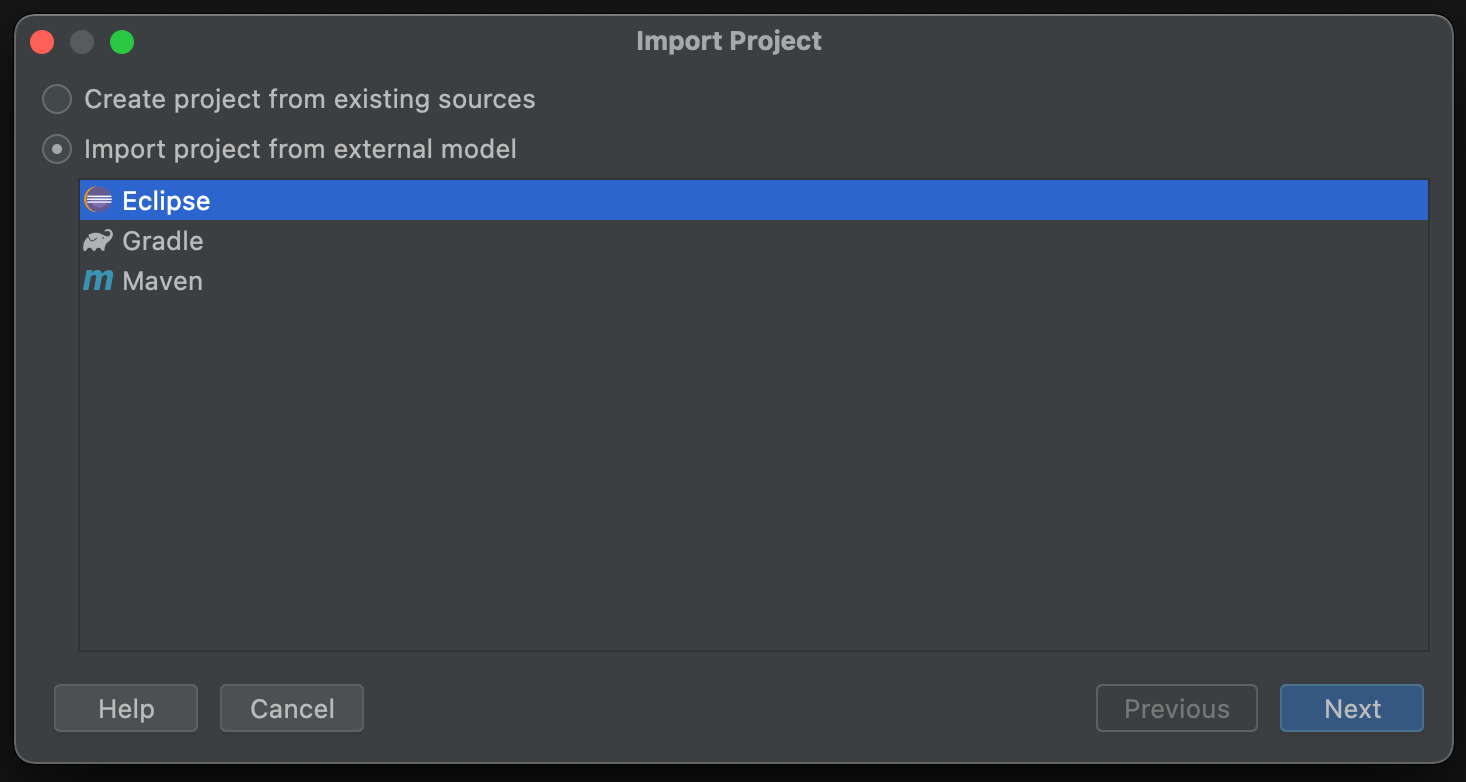 Import Project
Create project from existing sources
Import project from external model
Eclipse
Gradle
m Maven
Help Cancel Previous Next